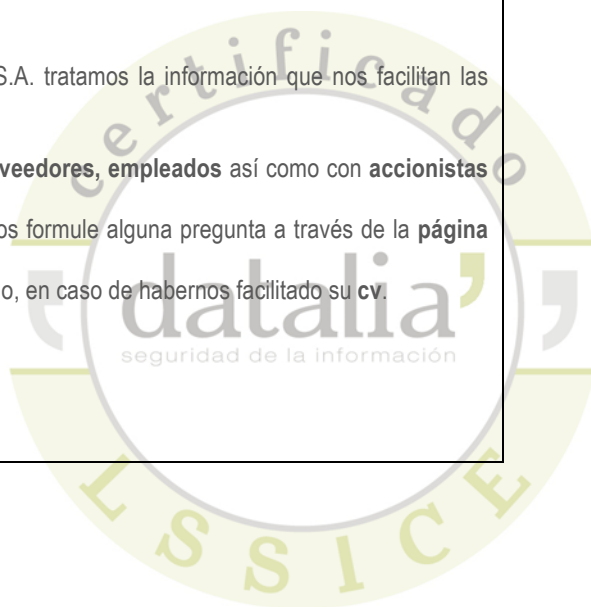 S.A. tratamos la información que nos facilitan las
veedores, empleados así como con accionistas
os formule alguna pregunta a través de la página
o, en caso de habernos facilitado su cv.
certificado
datalia
seguridad de la información
LSSICE